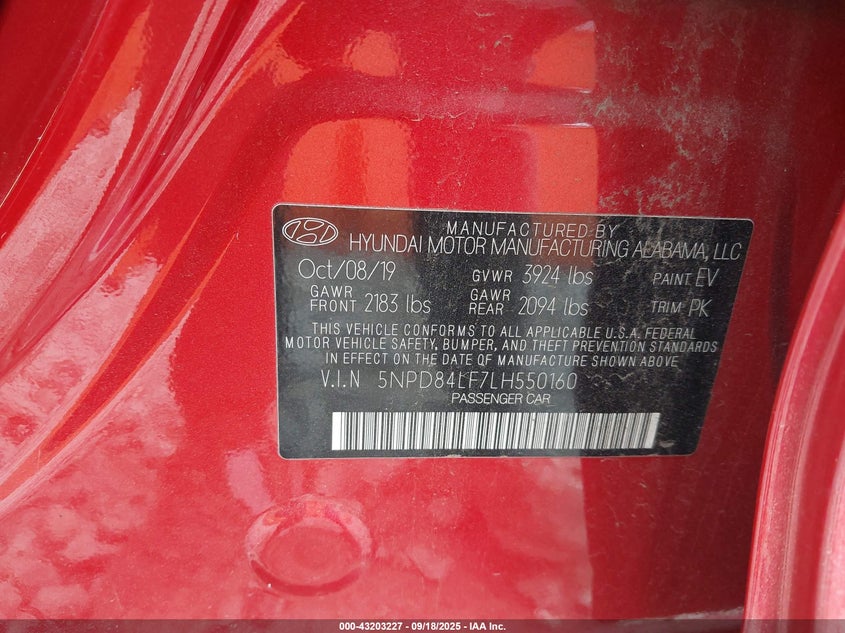 MANUFACTURED BY
HYUNDAI MOTOR MANUFACTURING ALABAMA, LLC
Oct/08/19 GVWR 3924 lbs PAINT EV
GAWR FRONT 2183 lbs GAWR REAR 2094 lbs TRIM: PK
THIS VEHICLE CONFORMS TO ALL APPLICABLE U.S.A. FEDERAL
MOTOR VEHICLE SAFETY, BUMPER, AND THEFT PREVENTION STANDARDS
IN EFFECT ON THE DATE OF MANUFACTURE SHOWN ABOVE
V.I.N 5NPD84LF7LH550160
PASSENGER CAR
000-43203227 - 09/18/2025 - IAA Inc.